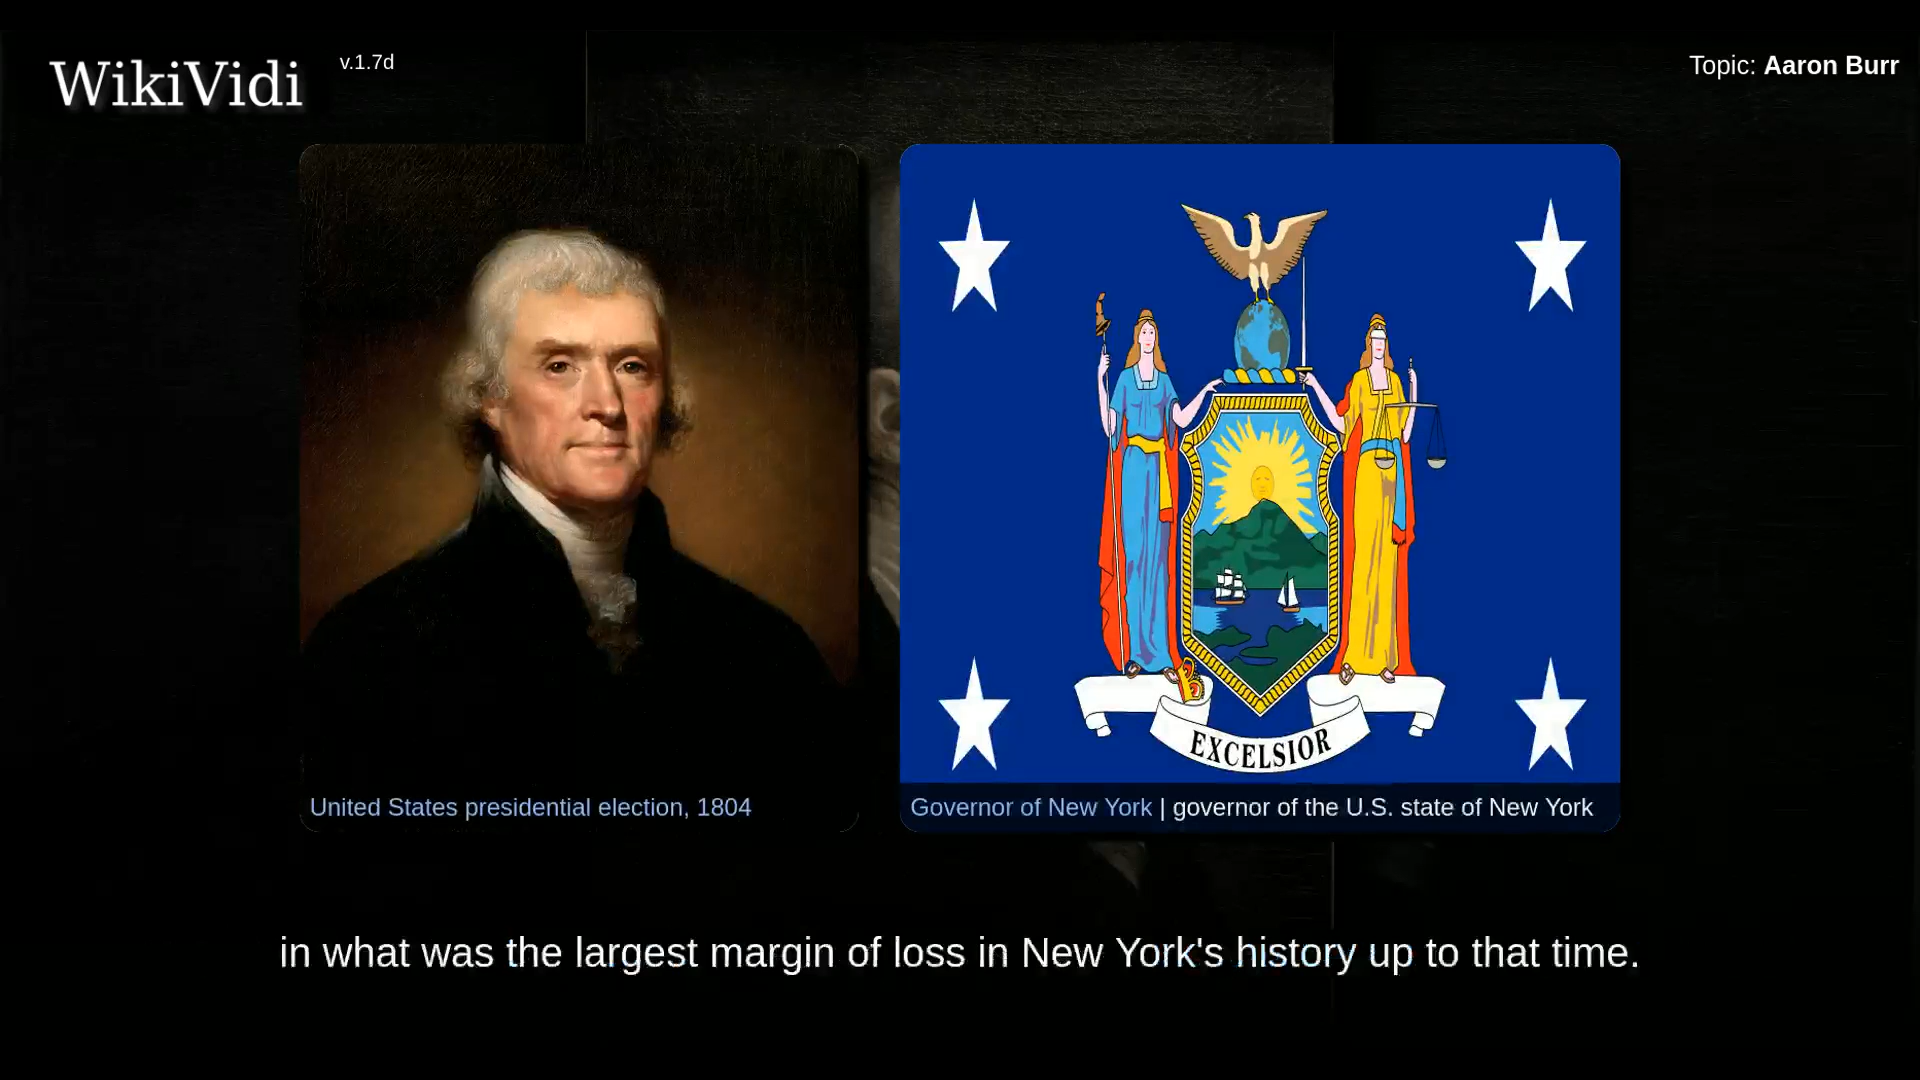 WikiVidi
v.1.7d
Topic: Aaron Burr
EXCELSIOR
United States presidential election, 1804
Governor of New York | governor of the U.S. state of New York
in what was the largest margin of loss in New York's history up to that time.